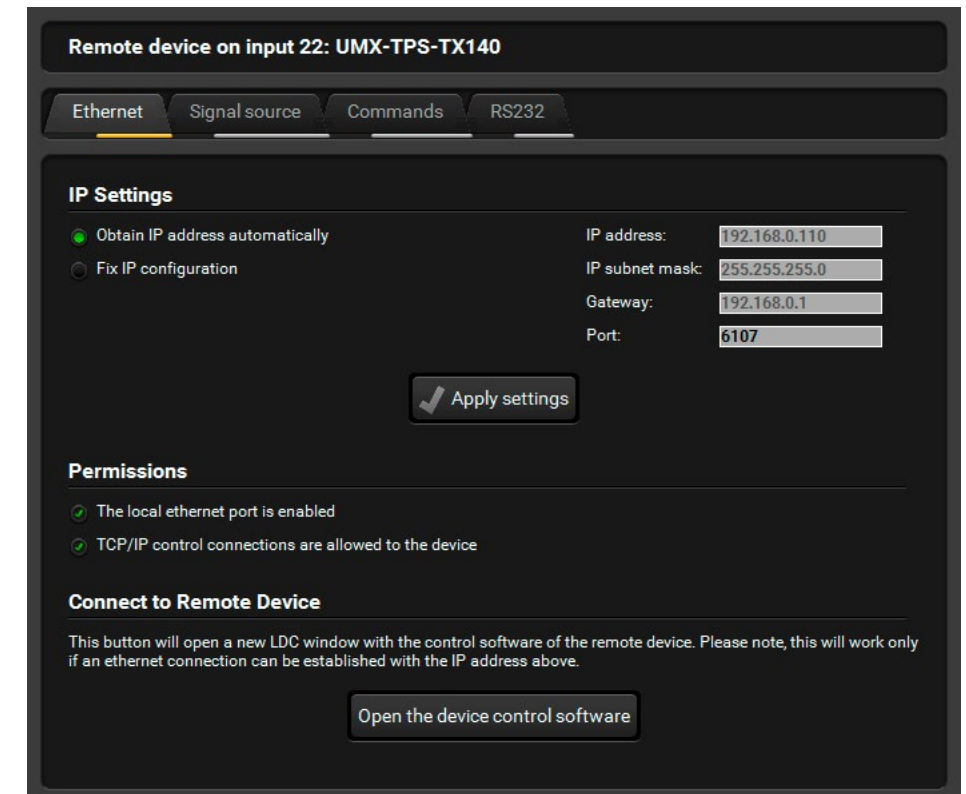 Remote device on input 22: UMX-TPS-TX140
Ethernet Signal source Commands RS232
IP Settings
Obtain IP address automatically
Fix IP configuration
IP address: 192.168.0.110
IP subnet mask: 255.255.255.0
Gateway: 192.168.0.1
Port: 6107
Apply settings
Permissions
The local ethernet port is enabled
TCP/IP control connections are allowed to the device
Connect to Remote Device
This button will open a new LDC window with the control software of the remote device. Please note, this will work only
if an ethernet connection can be established with the IP address above.
Open the device control software